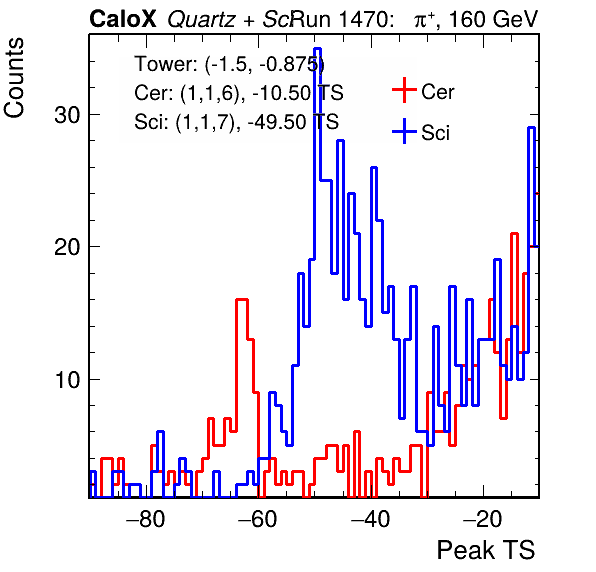 CaloX Quartz + ScRun 1470: π⁺, 160 GeV
Counts
Tower: (-1.5, -0.875)
Cer: (1,1,6), -10.50 TS
Sci: (1,1,7), -49.50 TS
Cer
Sci
30
20
10
−80 −60 −40 −20
Peak TS